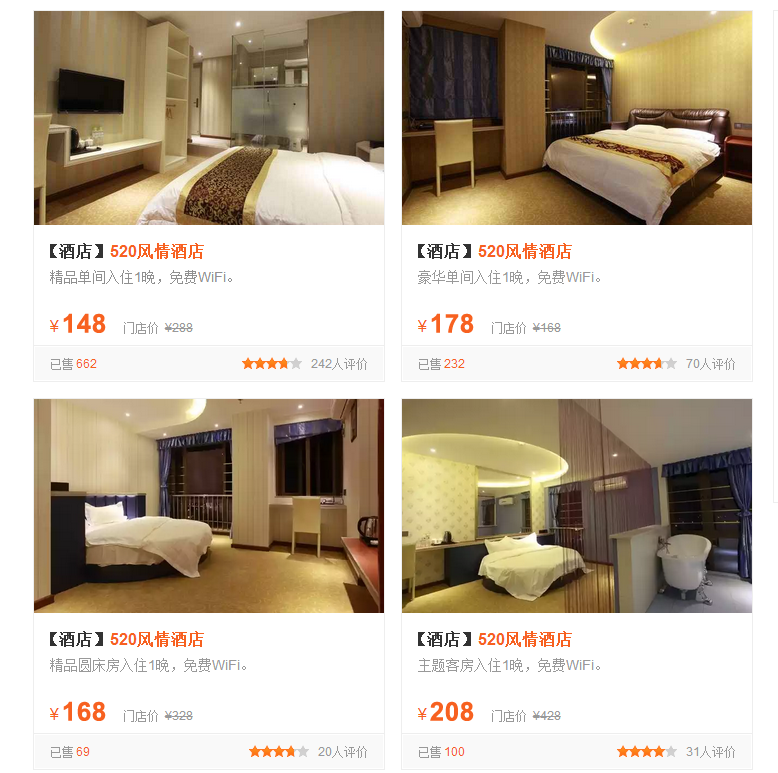 【酒店】520风情酒店
精品单间入住1晚，免费WiFi。
¥148 门店价 ¥288
已售 662 242人评价
【酒店】520风情酒店
豪华单间入住1晚，免费WiFi。
¥178 门店价 ¥168
已售 232 70人评价
【酒店】520风情酒店
精品圆床房入住1晚，免费WiFi。
¥168 门店价 ¥328
已售 69 20人评价
【酒店】520风情酒店
主题客房入住1晚，免费WiFi。
¥208 门店价 ¥428
已售 100 31人评价